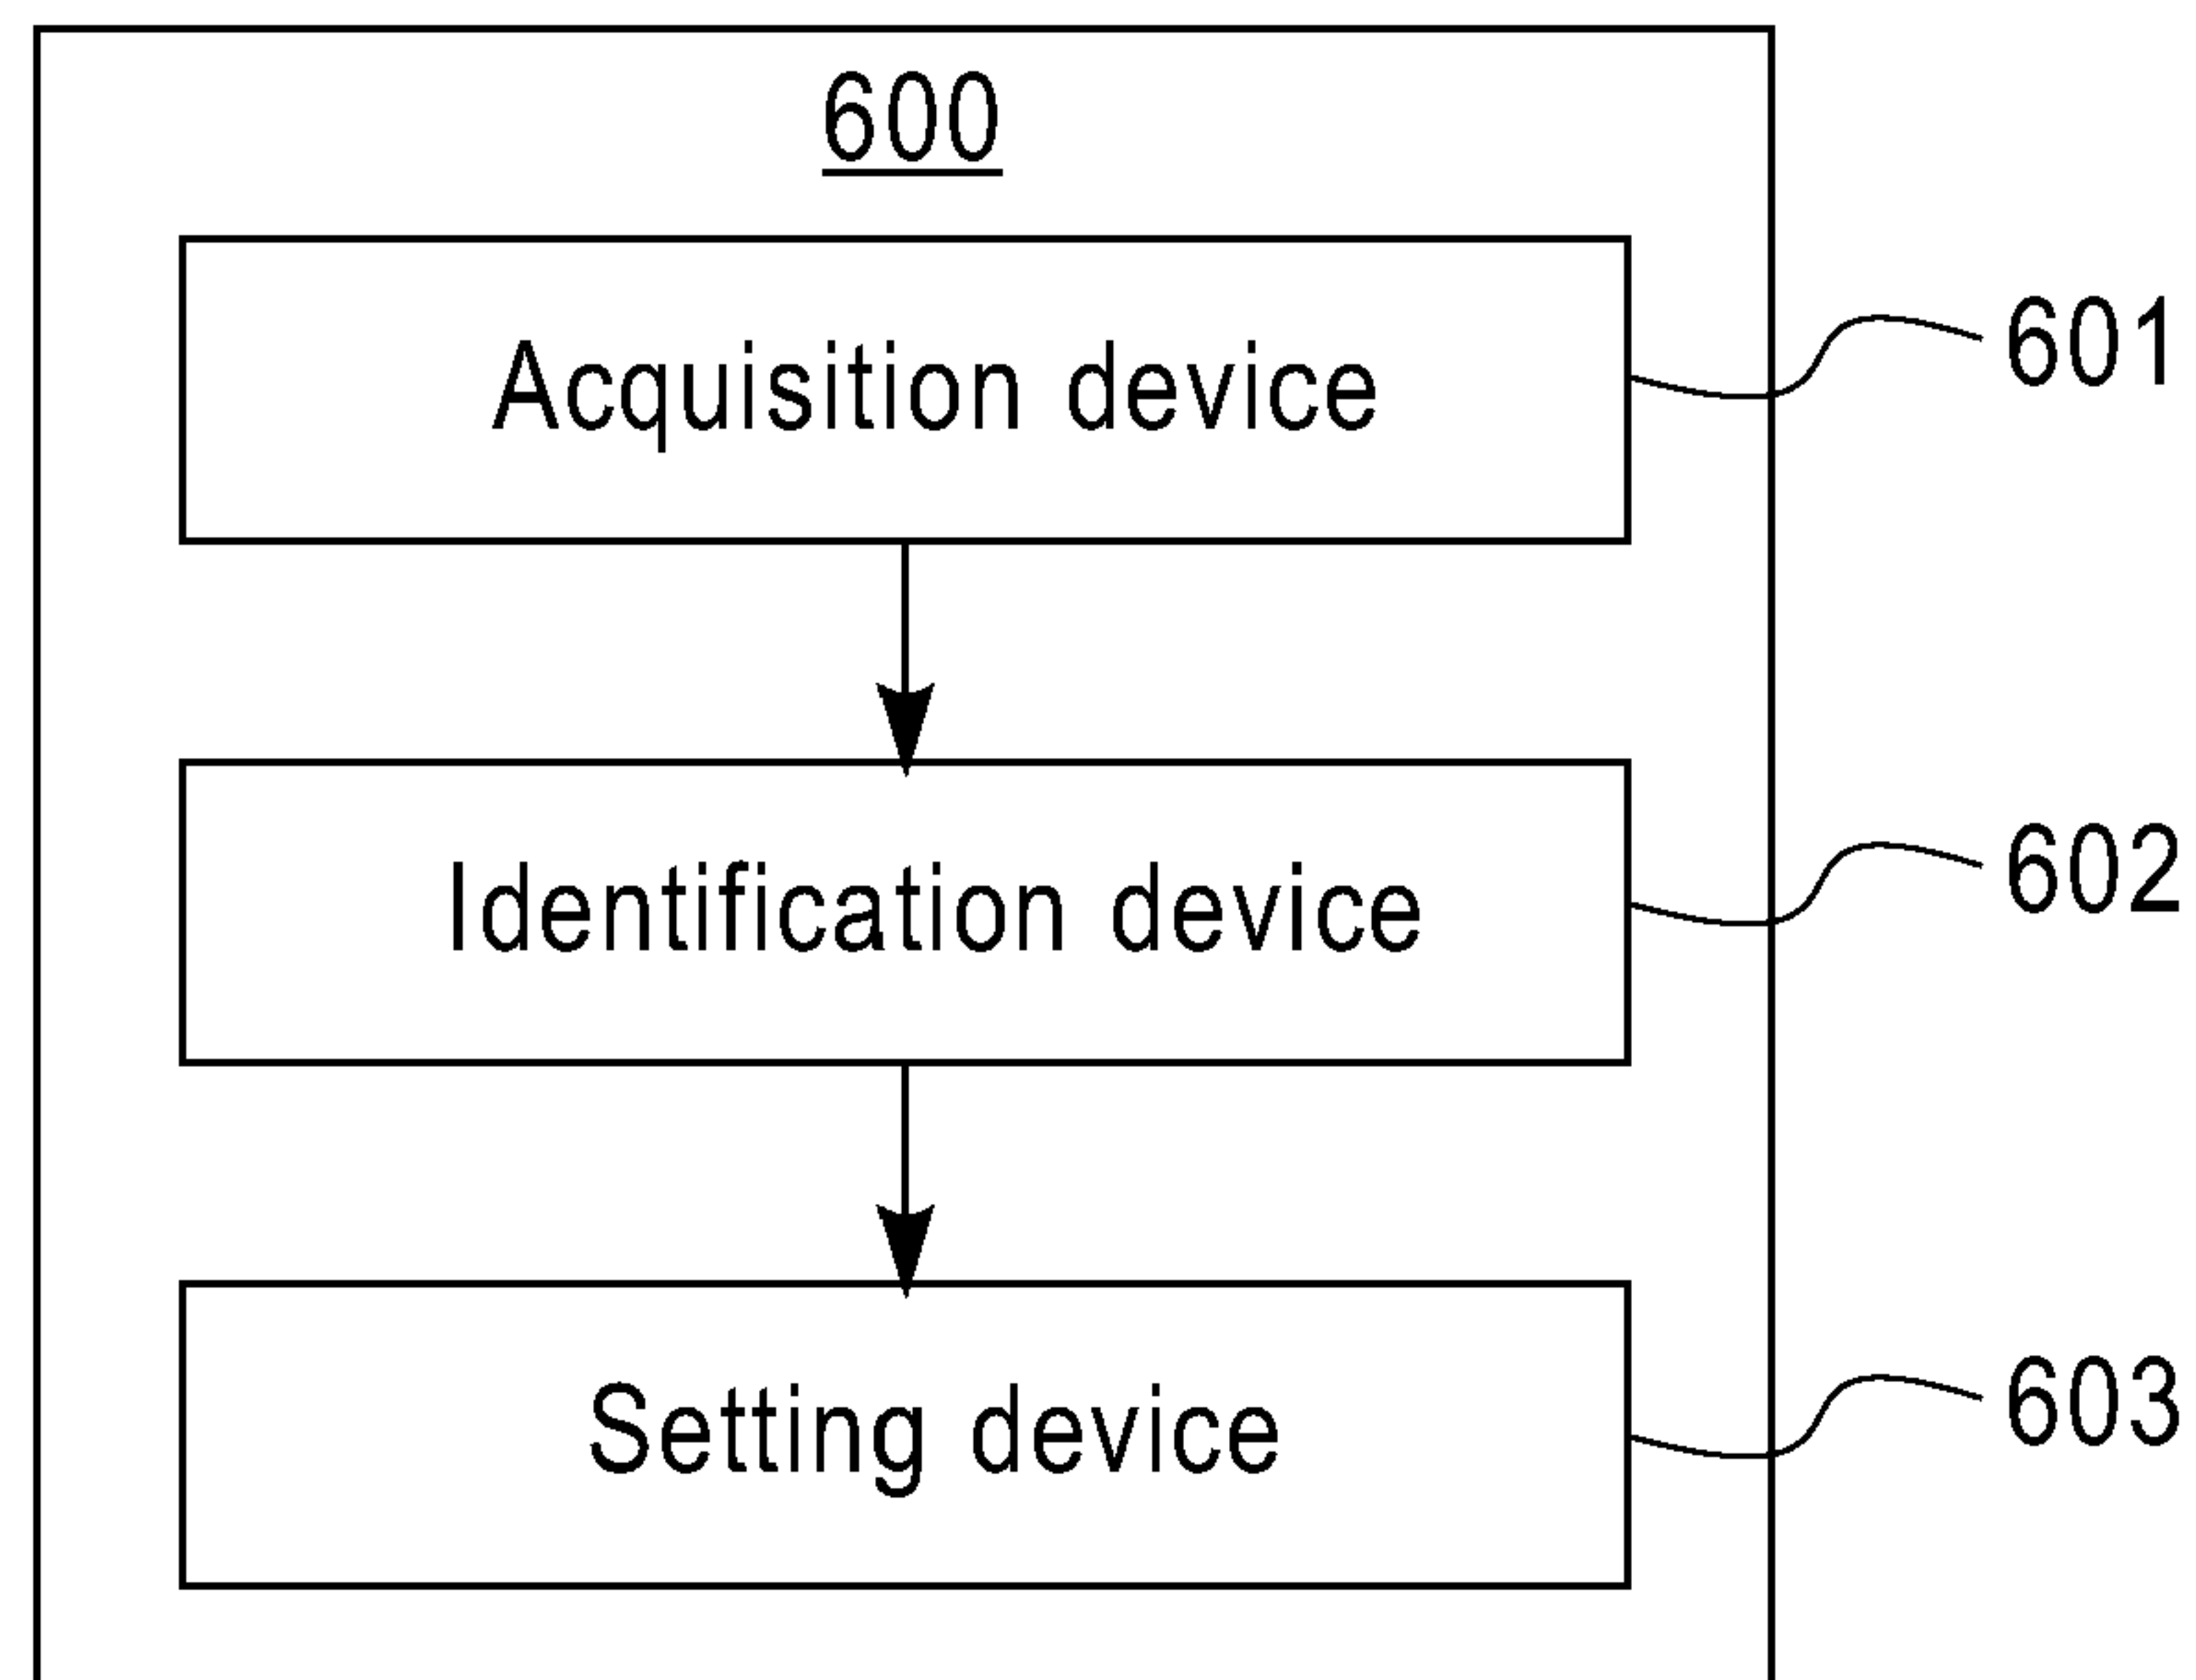 600
Acquisition device
601
Identification device
602
Setting device
603